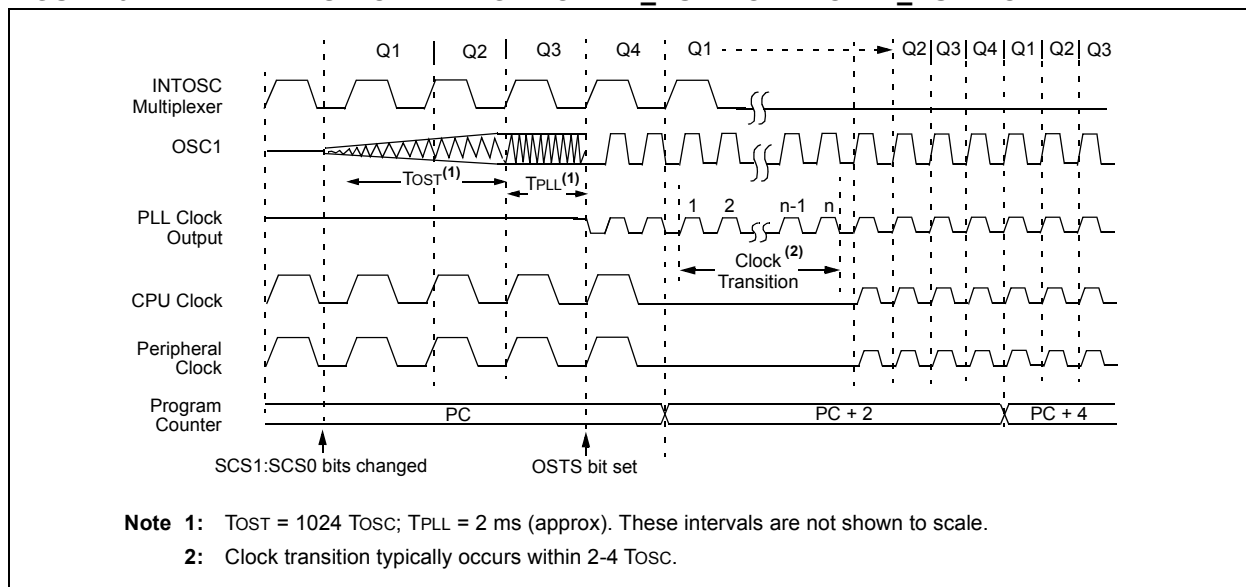 Q1 Q2 Q3 Q4 Q1 Q2 Q3 Q4 Q1 Q2 Q3
INTOSC
Multiplexer
OSC1
TOST(1) TPLL(1)
1 2 n-1 n
PLL Clock
Output
Clock (2)
Transition
CPU Clock
Peripheral
Clock
Program
Counter
PC PC + 2 PC + 4
SCS1:SCS0 bits changed OSTS bit set
Note 1: TOST = 1024 TOSC; TPLL = 2 ms (approx). These intervals are not shown to scale.
2: Clock transition typically occurs within 2-4 TOSC.